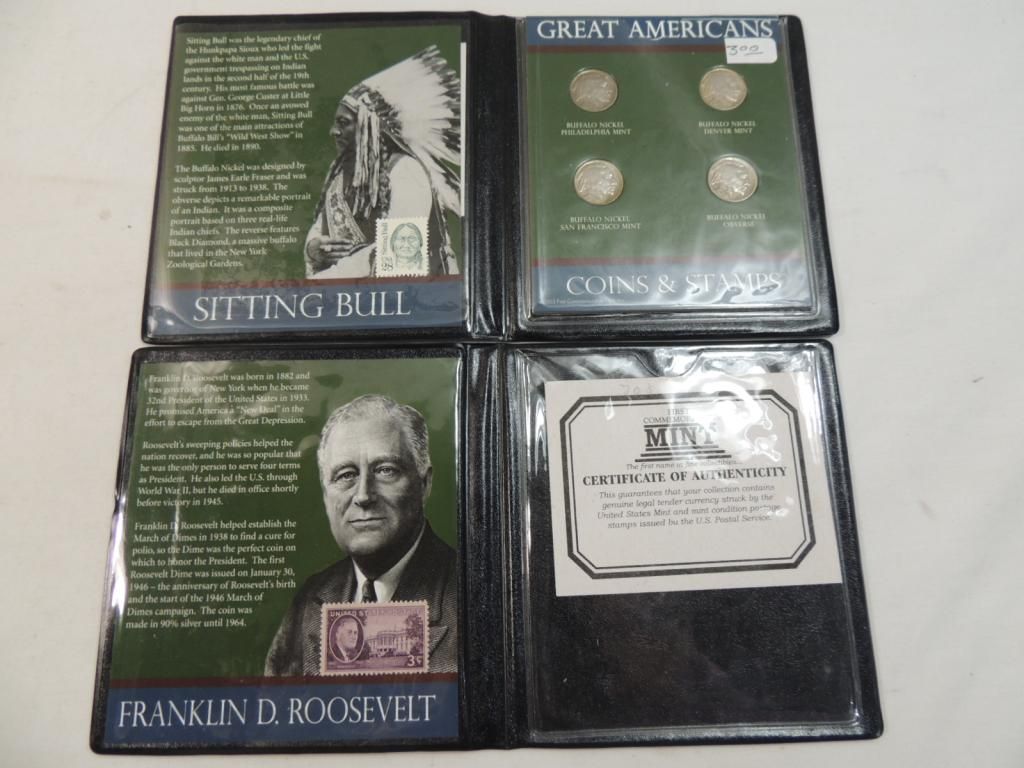 Sitting Bull was the legendary chief of
the Hunkpapa Sioux who led the fight
against the white man and the U.S.
government trespassing on Indian
lands in the second half of the 19th
century. His most famous battle was
against Gen. George Custer at Little
Big Horn in 1876. Once an avowed
enemy of the white man, Sitting Bull
was one of the main attractions of
Buffalo Bill's "Wild West Show" in
1885. He died in 1890.
The Buffalo Nickel was designed by
sculptor James Earle Fraser and was
struck from 1913 to 1938. The
obverse depicts a remarkable portrait
of an Indian. It was a composite
portrait based on three real-life
Indian chiefs. The reverse features
Black Diamond, a massive buffalo
that lived in the New York
Zoological Gardens.
Sitting Bull
SITTING BULL
GREAT AMERICANS
3.00
BUFFALO NICKEL
PHILADELPHIA MINT
BUFFALO NICKEL
DENVER MINT
BUFFALO NICKEL
SAN FRANCISCO MINT
BUFFALO NICKEL
OBVERSE
COINS & STAMPS
Franklin D. Roosevelt was born in 1882 and
was governor of New York when he became
32nd President of the United States in 1933.
He promised America a "New Deal" in the
effort to escape from the Great Depression.
Roosevelt's sweeping policies helped the
nation recover, and he was so popular that
he was the only person to serve four terms
as President. He also led the U.S. through
World War II, but he died in office shortly
before victory in 1945.
Franklin D. Roosevelt helped establish the
March of Dimes in 1938 to find a cure for
polio, so the Dime was the perfect coin on
which to honor the President. The first
Roosevelt Dime was issued on January 30,
1946 – the anniversary of Roosevelt's birth
and the start of the 1946 March of
Dimes campaign. The coin was
made in 90% silver until 1964.
UNITED STATES
3¢
FRANKLIN D. ROOSEVELT
FIRST
MINT
The first name in fine collectibles...
CERTIFICATE OF AUTHENTICITY
This guarantees that your collection contains
genuine legal tender currency struck by the
United States Mint and mint condition postage
stamps issued by the U.S. Postal Service.